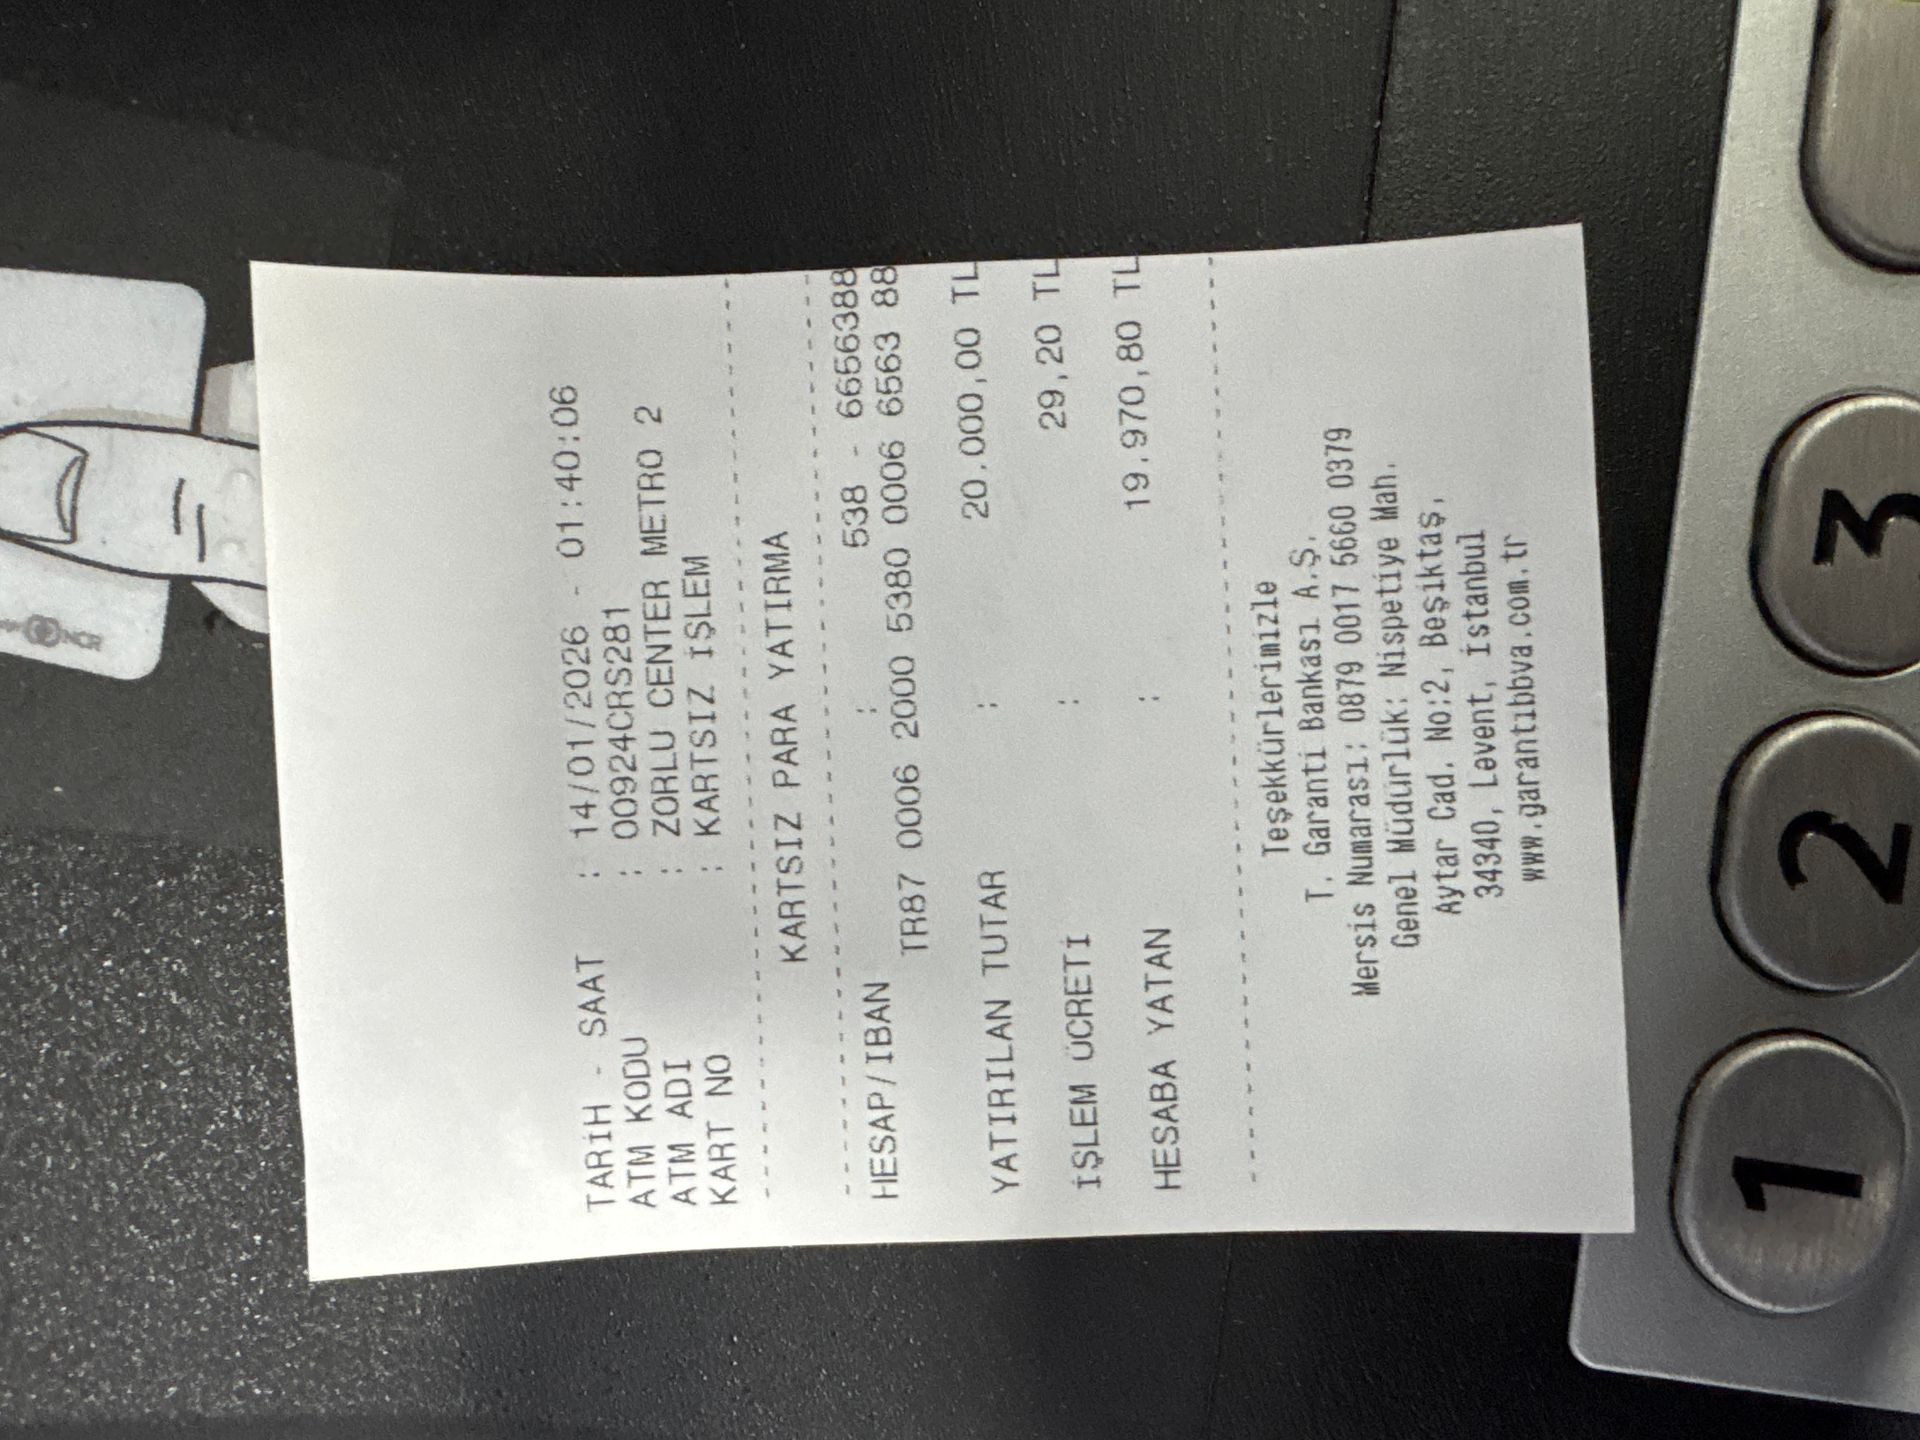 TARİH - SAAT : 14/01/2026 - 01:40:06
ATM KODU : 00924CRS281
ATM ADI : ZORLU CENTER METRO 2
KART NO : KARTSIZ İŞLEM
KARTSIZ PARA YATIRMA
HESAP/IBAN : 538 - 6656388
TR87 0006 2000 5380 0006 6563 88
YATIRILAN TUTAR : 20.000,00 TL
İŞLEM ÜCRETİ : 29,20 TL
HESABA YATAN : 19.970,80 TL
Teşekkürlerimizle
T. Garanti Bankası A.Ş.
Mersis Numarası: 0879 0017 5660 0379
Genel Müdürlük: Nispetiye Mah.
Aytar Cad. No:2, Beşiktaş,
34340, Levent, İstanbul
www.garantibbva.com.tr
NCR
1
2
3